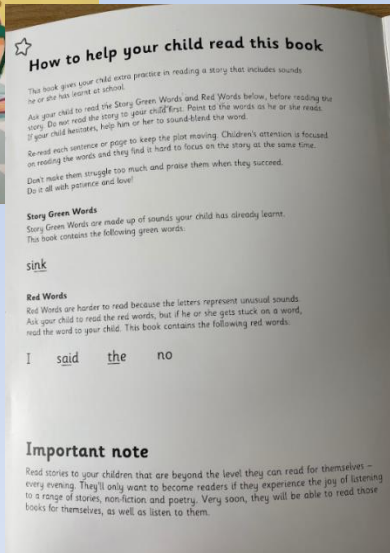 How to help your child read this book
This book gives your child extra practice in reading a story that includes sounds
he or she has learnt at school.
Ask your child to read the Story Green Words and Red Words below, before reading the
story. Do not read the story to your child first. Point to the words as he or she reads.
If your child hesitates, help him or her to sound-blend the word.
Re-read each sentence or page to keep the plot moving. Children's attention is focused
on reading the words and they find it hard to focus on the story at the same time.
Don't make them struggle too much and praise them when they succeed.
Do it all with patience and love!
Story Green Words
Story Green Words are made up of sounds your child has already learnt.
This book contains the following green words:
sink
Red Words
Red Words are harder to read because the letters represent unusual sounds.
Ask your child to read the red words, but if he or she gets stuck on a word,
read the word to your child. This book contains the following red words:
I said the no
Important note
Read stories to your children that are beyond the level they can read for themselves –
every evening. They'll only want to become readers if they experience the joy of listening
to a range of stories, non-fiction and poetry. Very soon, they will be able to read those
books for themselves, as well as listen to them.